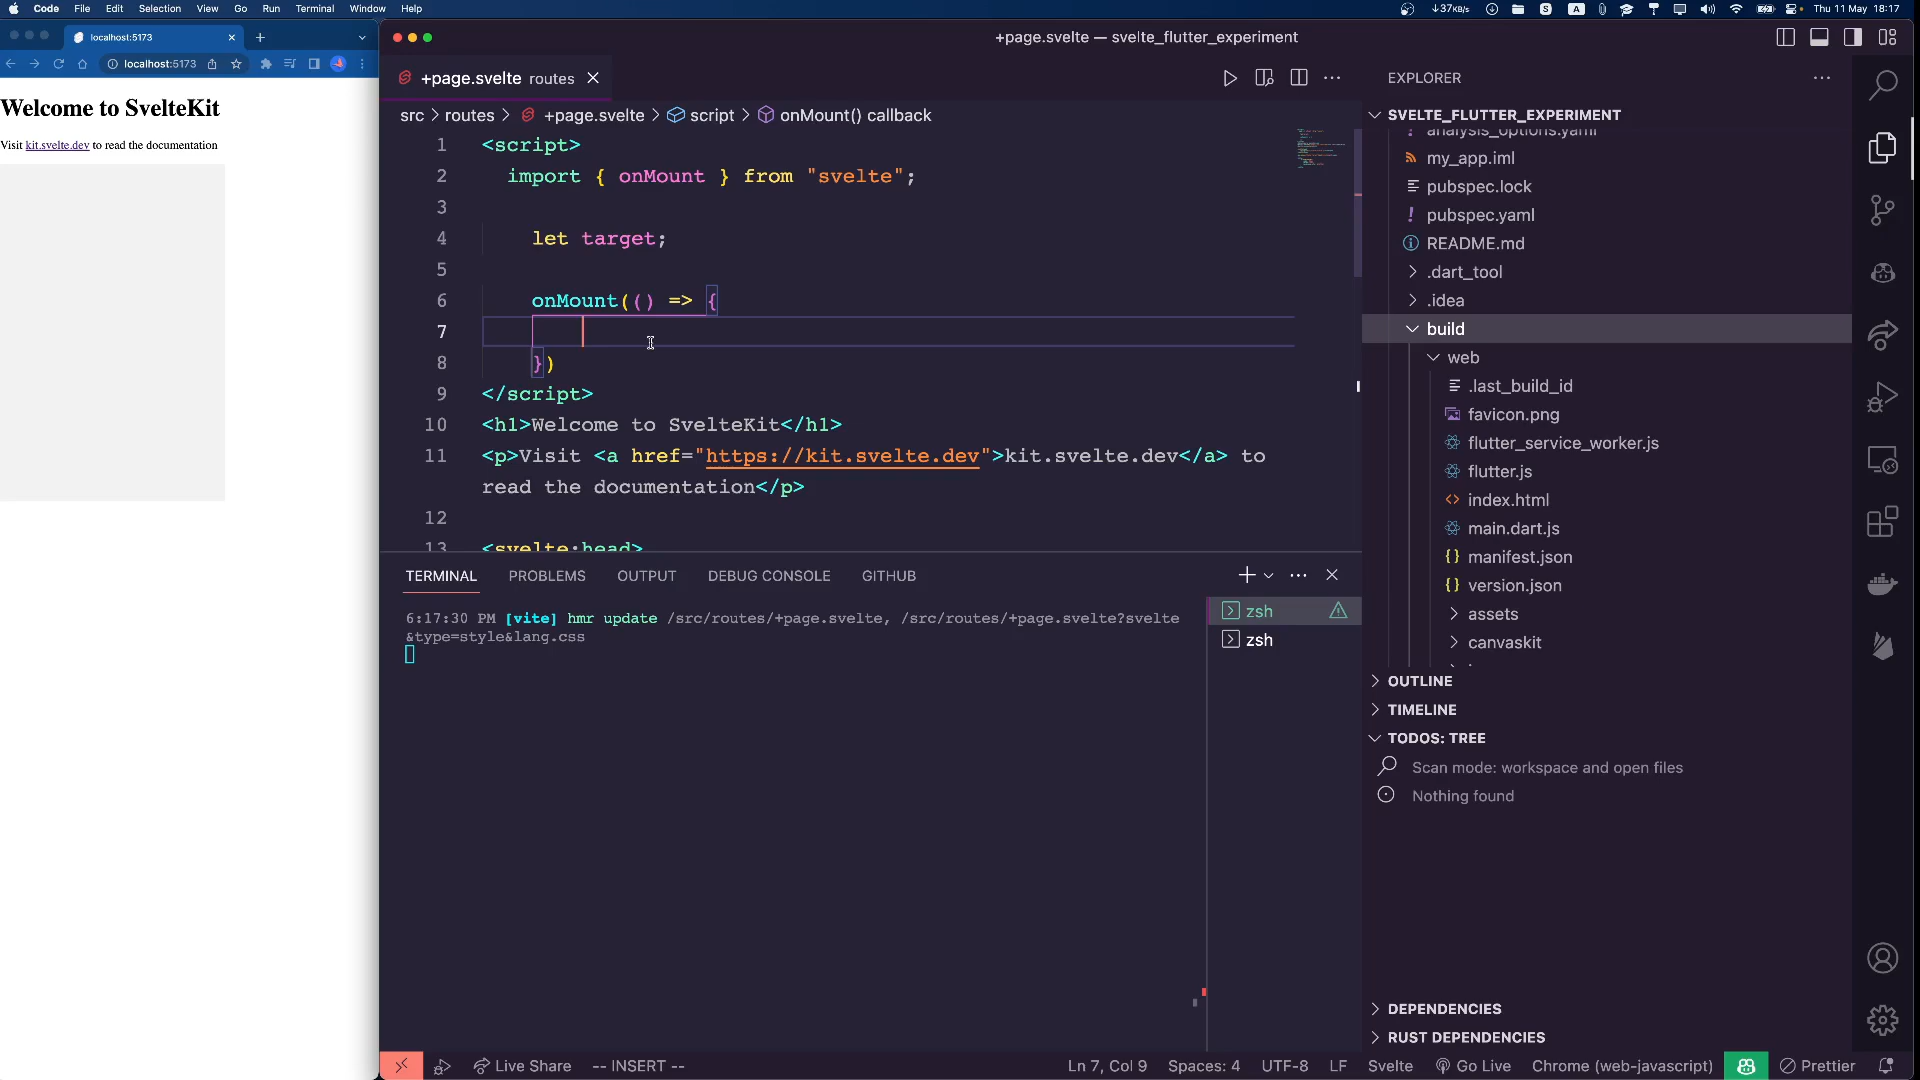 Code File Edit Selection View Go Run Terminal Window Help
↓37KB/s S A Thu 11 May 18:17
localhost:5173
localhost:5173
Welcome to SvelteKit
Visit kit.svelte.dev to read the documentation
+page.svelte — svelte_flutter_experiment
+page.svelte routes
src > routes > +page.svelte > script > onMount() callback
1 <script>
2 import { onMount } from "svelte";
3
4 let target;
5
6 onMount(() => {
7
8 })
9 </script>
10 <h1>Welcome to SvelteKit</h1>
11 <p>Visit <a href="https://kit.svelte.dev">kit.svelte.dev</a> to
read the documentation</p>
12
13 <svelte:head>
TERMINAL PROBLEMS OUTPUT DEBUG CONSOLE GITHUB
6:17:30 PM [vite] hmr update /src/routes/+page.svelte, /src/routes/+page.svelte?svelte
&type=style&lang.css
zsh
zsh
EXPLORER
SVELTE_FLUTTER_EXPERIMENT
analysis_options.yaml
my_app.iml
pubspec.lock
pubspec.yaml
README.md
.dart_tool
.idea
build
web
.last_build_id
favicon.png
flutter_service_worker.js
flutter.js
index.html
main.dart.js
manifest.json
version.json
assets
canvaskit
OUTLINE
TIMELINE
TODOS: TREE
Scan mode: workspace and open files
Nothing found
DEPENDENCIES
RUST DEPENDENCIES
Live Share -- INSERT -- Ln 7, Col 9 Spaces: 4 UTF-8 LF Svelte Go Live Chrome (web-javascript) Prettier